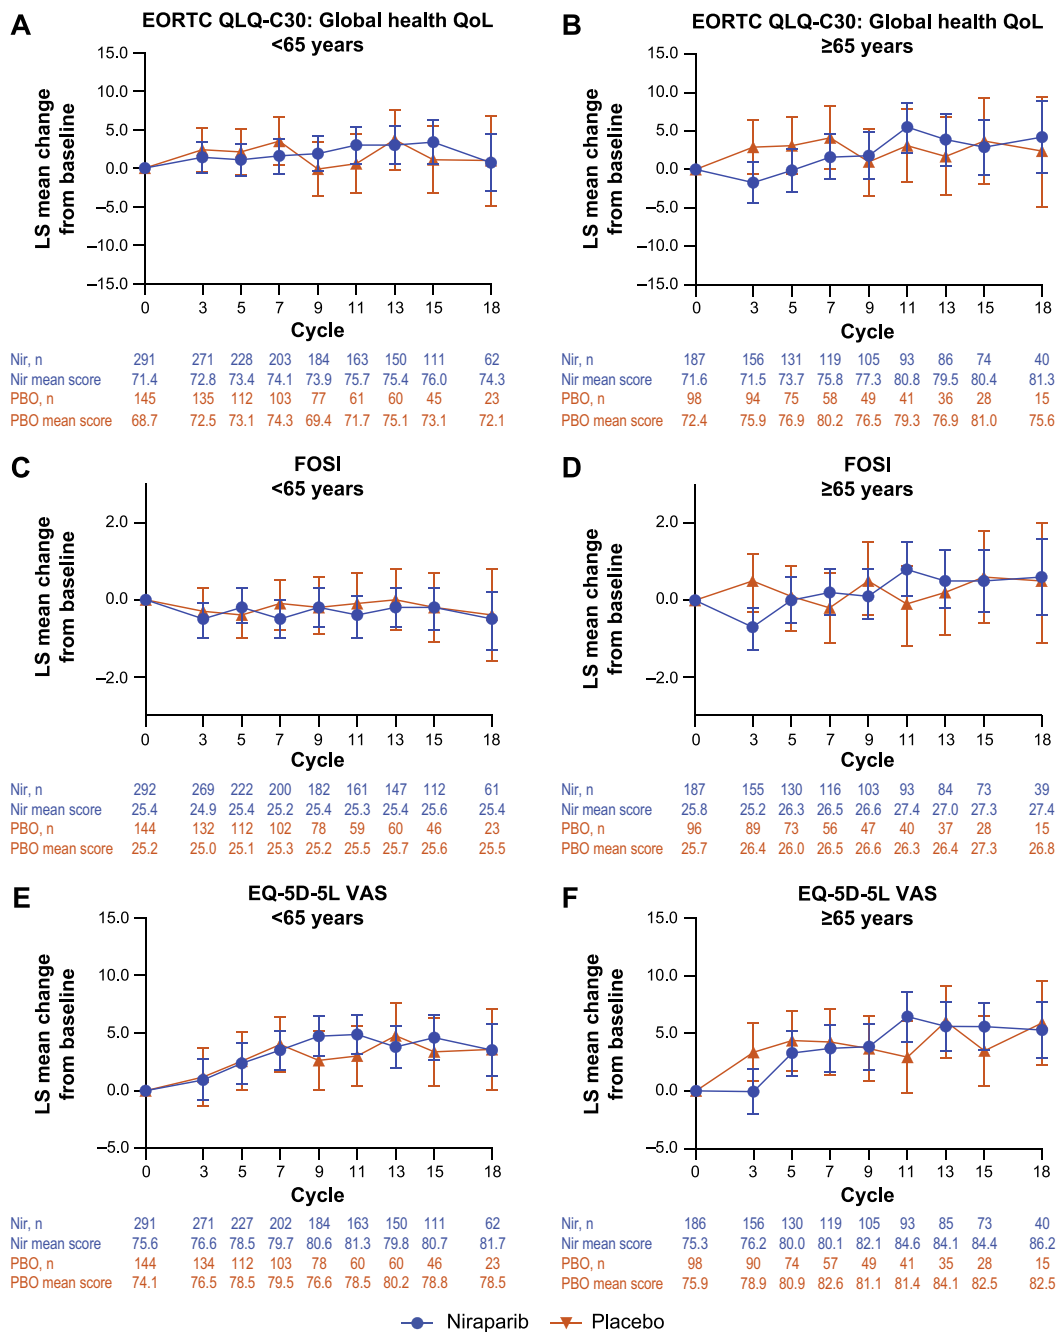 A
EORTC QLQ-C30: Global health QoL
<65 years
LS mean change
from baseline
15.0
10.0
5.0
0.0
–5.0
–10.0
–15.0
0 3 5 7 9 11 13 15 18
Cycle
Nir, n 291 271 228 203 184 163 150 111 62
Nir mean score 71.4 72.8 73.4 74.1 73.9 75.7 75.4 76.0 74.3
PBO, n 145 135 112 103 77 61 60 45 23
PBO mean score 68.7 72.5 73.1 74.3 69.4 71.7 75.1 73.1 72.1
B
EORTC QLQ-C30: Global health QoL
≥65 years
LS mean change
from baseline
15.0
10.0
5.0
0.0
–5.0
–10.0
–15.0
0 3 5 7 9 11 13 15 18
Cycle
Nir, n 187 156 131 119 105 93 86 74 40
Nir mean score 71.6 71.5 73.7 75.8 77.3 80.8 79.5 80.4 81.3
PBO, n 98 94 75 58 49 41 36 28 15
PBO mean score 72.4 75.9 76.9 80.2 76.5 79.3 76.9 81.0 75.6
C
FOSI
<65 years
LS mean change
from baseline
2.0
0.0
–2.0
0 3 5 7 9 11 13 15 18
Cycle
Nir, n 292 269 222 200 182 161 147 112 61
Nir mean score 25.4 24.9 25.4 25.2 25.4 25.3 25.4 25.6 25.4
PBO, n 144 132 112 102 78 59 60 46 23
PBO mean score 25.2 25.0 25.1 25.3 25.2 25.5 25.7 25.6 25.5
D
FOSI
≥65 years
LS mean change
from baseline
2.0
0.0
–2.0
0 3 5 7 9 11 13 15 18
Cycle
Nir, n 187 155 130 116 103 93 84 73 39
Nir mean score 25.8 25.2 26.3 26.5 26.6 27.4 27.0 27.3 27.4
PBO, n 96 89 73 56 47 40 37 28 15
PBO mean score 25.7 26.4 26.0 26.5 26.6 26.3 26.4 27.3 26.8
E
EQ-5D-5L VAS
<65 years
LS mean change
from baseline
15.0
10.0
5.0
0.0
–5.0
0 3 5 7 9 11 13 15 18
Cycle
Nir, n 291 271 227 202 184 163 150 111 62
Nir mean score 75.6 76.6 78.5 79.7 80.6 81.3 79.8 80.7 81.7
PBO, n 144 134 112 103 78 60 60 46 23
PBO mean score 74.1 76.5 78.5 79.5 76.6 78.5 80.2 78.8 78.5
F
EQ-5D-5L VAS
≥65 years
LS mean change
from baseline
15.0
10.0
5.0
0.0
–5.0
0 3 5 7 9 11 13 15 18
Cycle
Nir, n 186 156 130 119 105 93 85 73 40
Nir mean score 75.3 76.2 80.0 80.1 82.1 84.6 84.1 84.4 86.2
PBO, n 98 90 74 57 49 41 35 28 15
PBO mean score 75.9 78.9 80.9 82.6 81.1 81.4 84.1 82.5 82.5
Niraparib Placebo